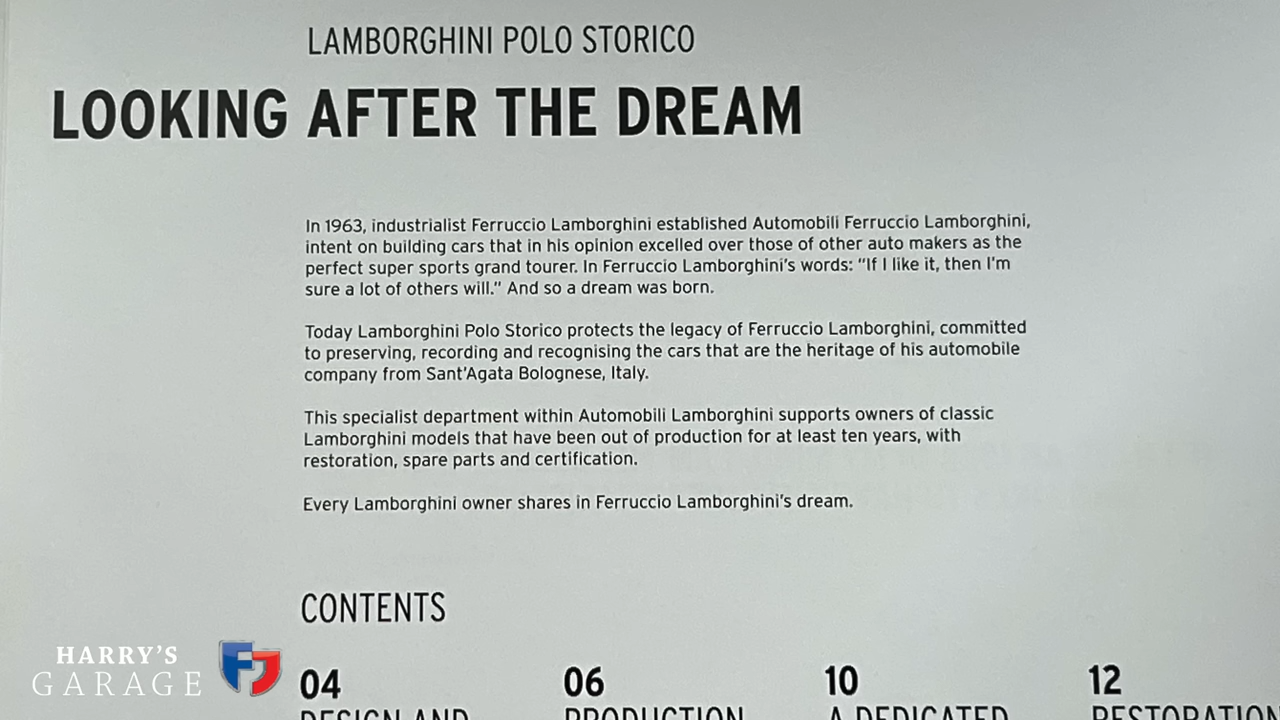 LAMBORGHINI POLO STORICO
LOOKING AFTER THE DREAM
In 1963, industrialist Ferruccio Lamborghini established Automobili Ferruccio Lamborghini,
intent on building cars that in his opinion excelled over those of other auto makers as the
perfect super sports grand tourer. In Ferruccio Lamborghini's words: “If I like it, then I'm
sure a lot of others will.” And so a dream was born.
Today Lamborghini Polo Storico protects the legacy of Ferruccio Lamborghini, committed
to preserving, recording and recognising the cars that are the heritage of his automobile
company from Sant'Agata Bolognese, Italy.
This specialist department within Automobili Lamborghini supports owners of classic
Lamborghini models that have been out of production for at least ten years, with
restoration, spare parts and certification.
Every Lamborghini owner shares in Ferruccio Lamborghini's dream.
CONTENTS
04 06 10 12
DESIGN AND PRODUCTION A DEDICATED RESTORATION
HARRY'S
GARAGE